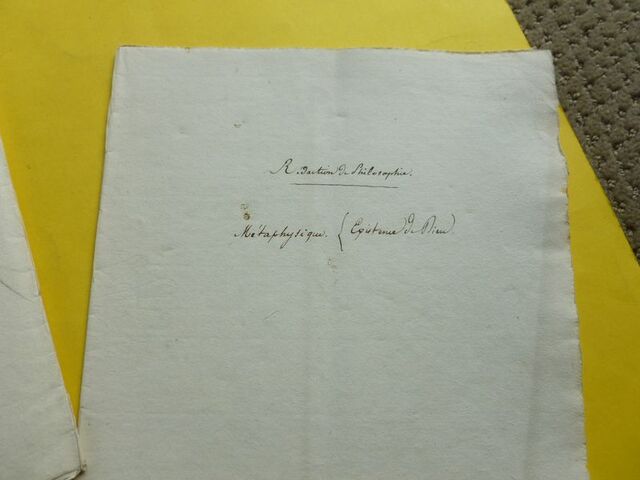 Rédaction de Philosophie.
Métaphysique. { Existence de Dieu.